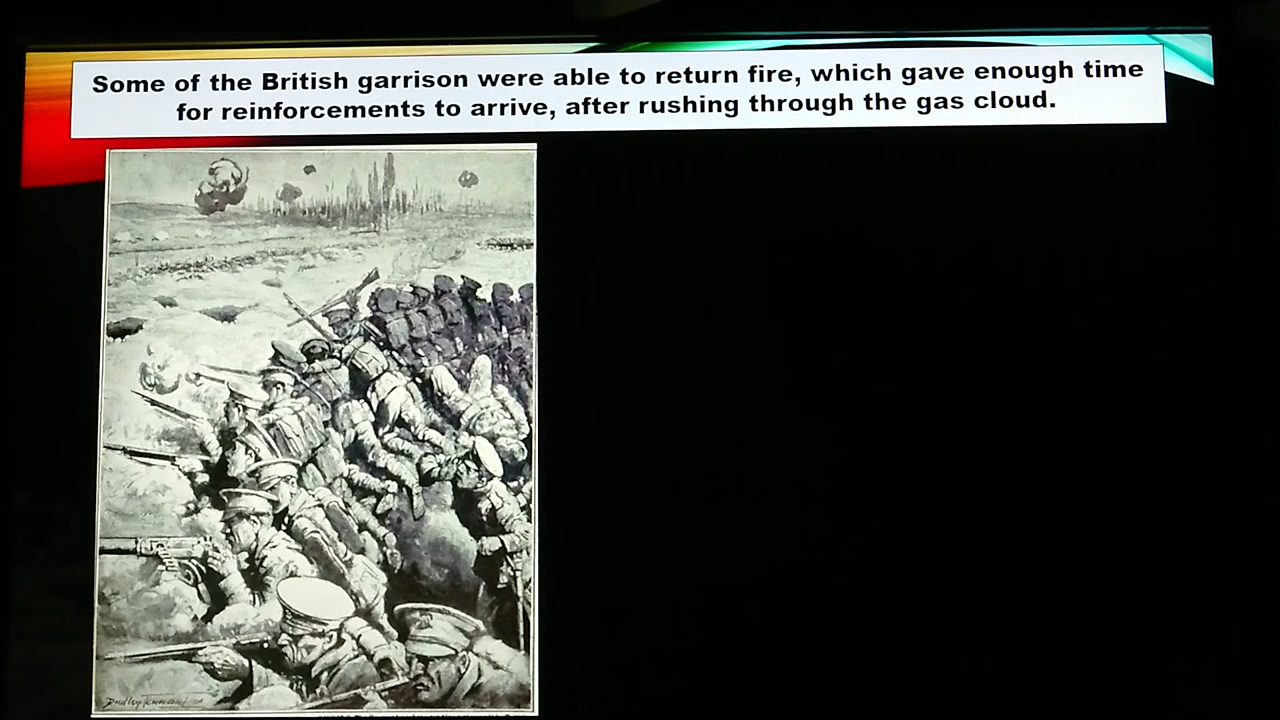 Some of the British garrison were able to return fire, which gave enough time
for reinforcements to arrive, after rushing through the gas cloud.